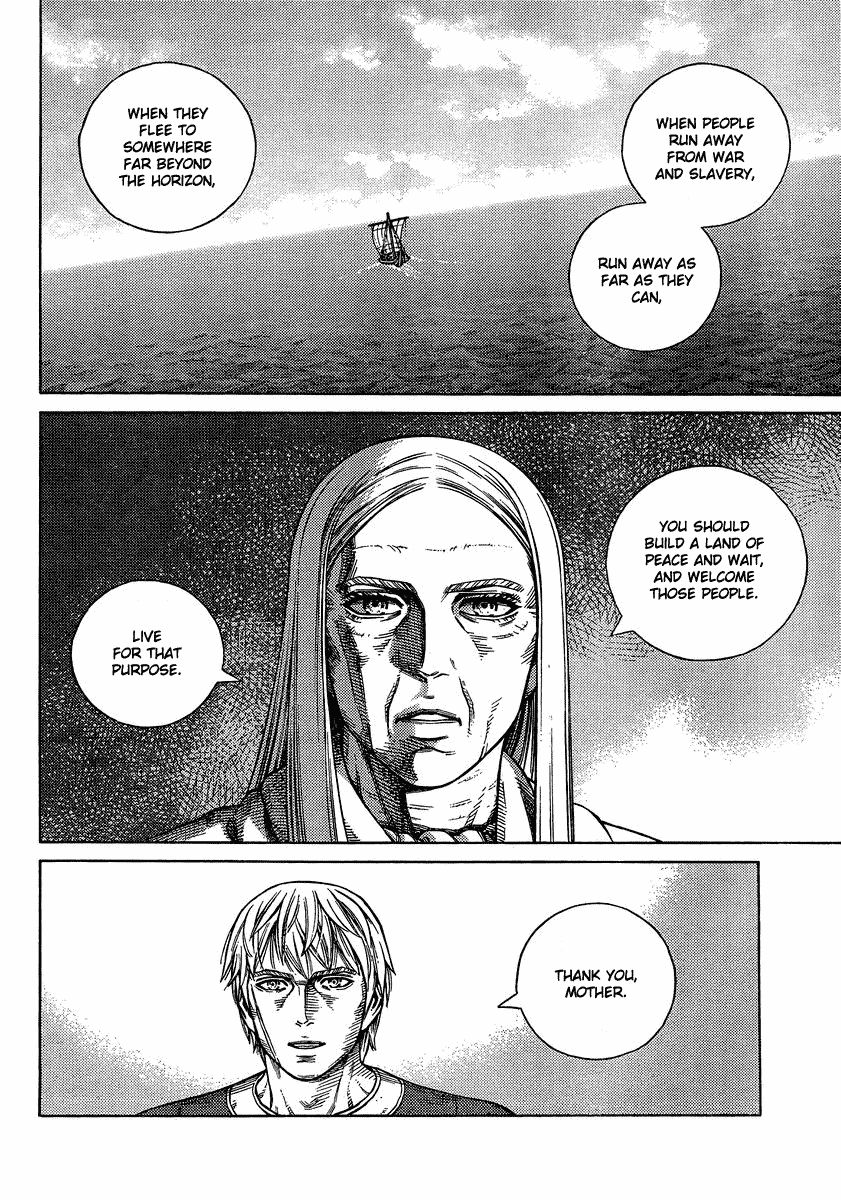 WHEN PEOPLE
RUN AWAY
FROM WAR
AND SLAVERY,
RUN AWAY AS
FAR AS THEY
CAN,
WHEN THEY
FLEE TO
SOMEWHERE
FAR BEYOND
THE HORIZON,
YOU SHOULD
BUILD A LAND OF
PEACE AND WAIT,
AND WELCOME
THOSE PEOPLE.
LIVE
FOR THAT
PURPOSE.
THANK YOU,
MOTHER.